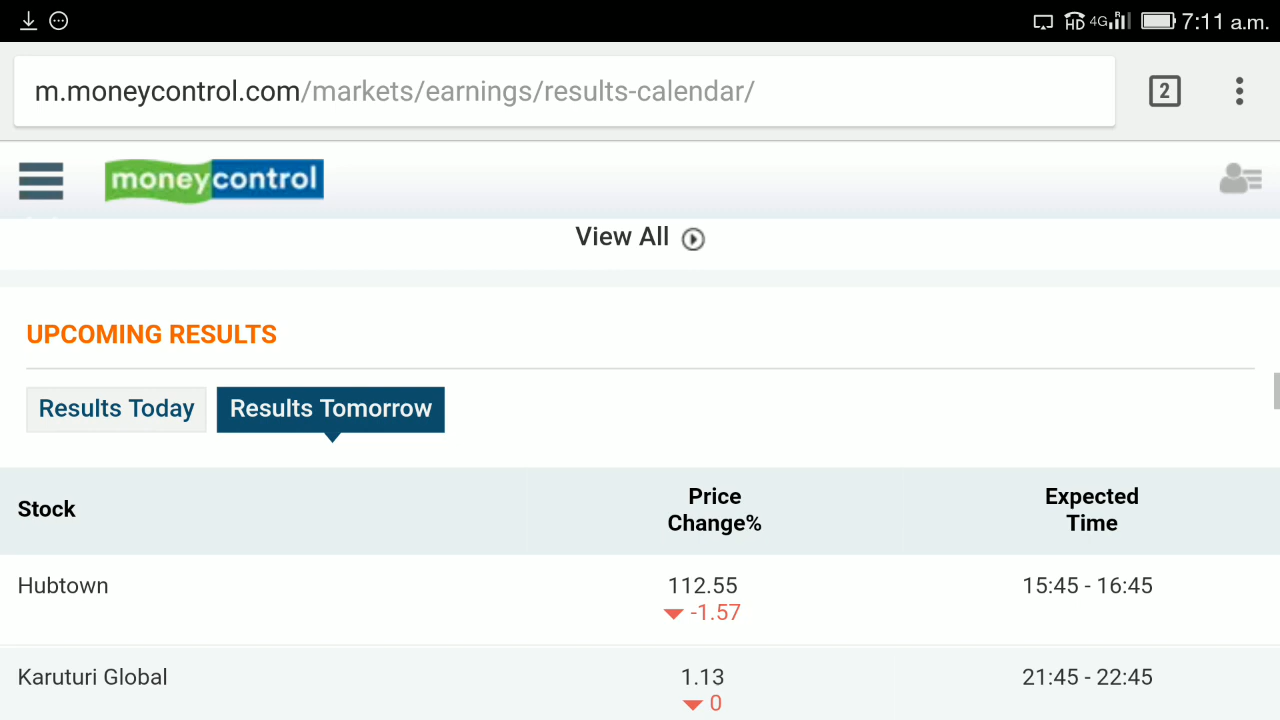 HD 4G R 7:11 a.m.
m.moneycontrol.com/markets/earnings/results-calendar/
2
moneycontrol
View All
UPCOMING RESULTS
Results Today Results Tomorrow
Stock Price Change% Expected Time
Hubtown 112.55 15:45 - 16:45
-1.57
Karuturi Global 1.13 21:45 - 22:45
0